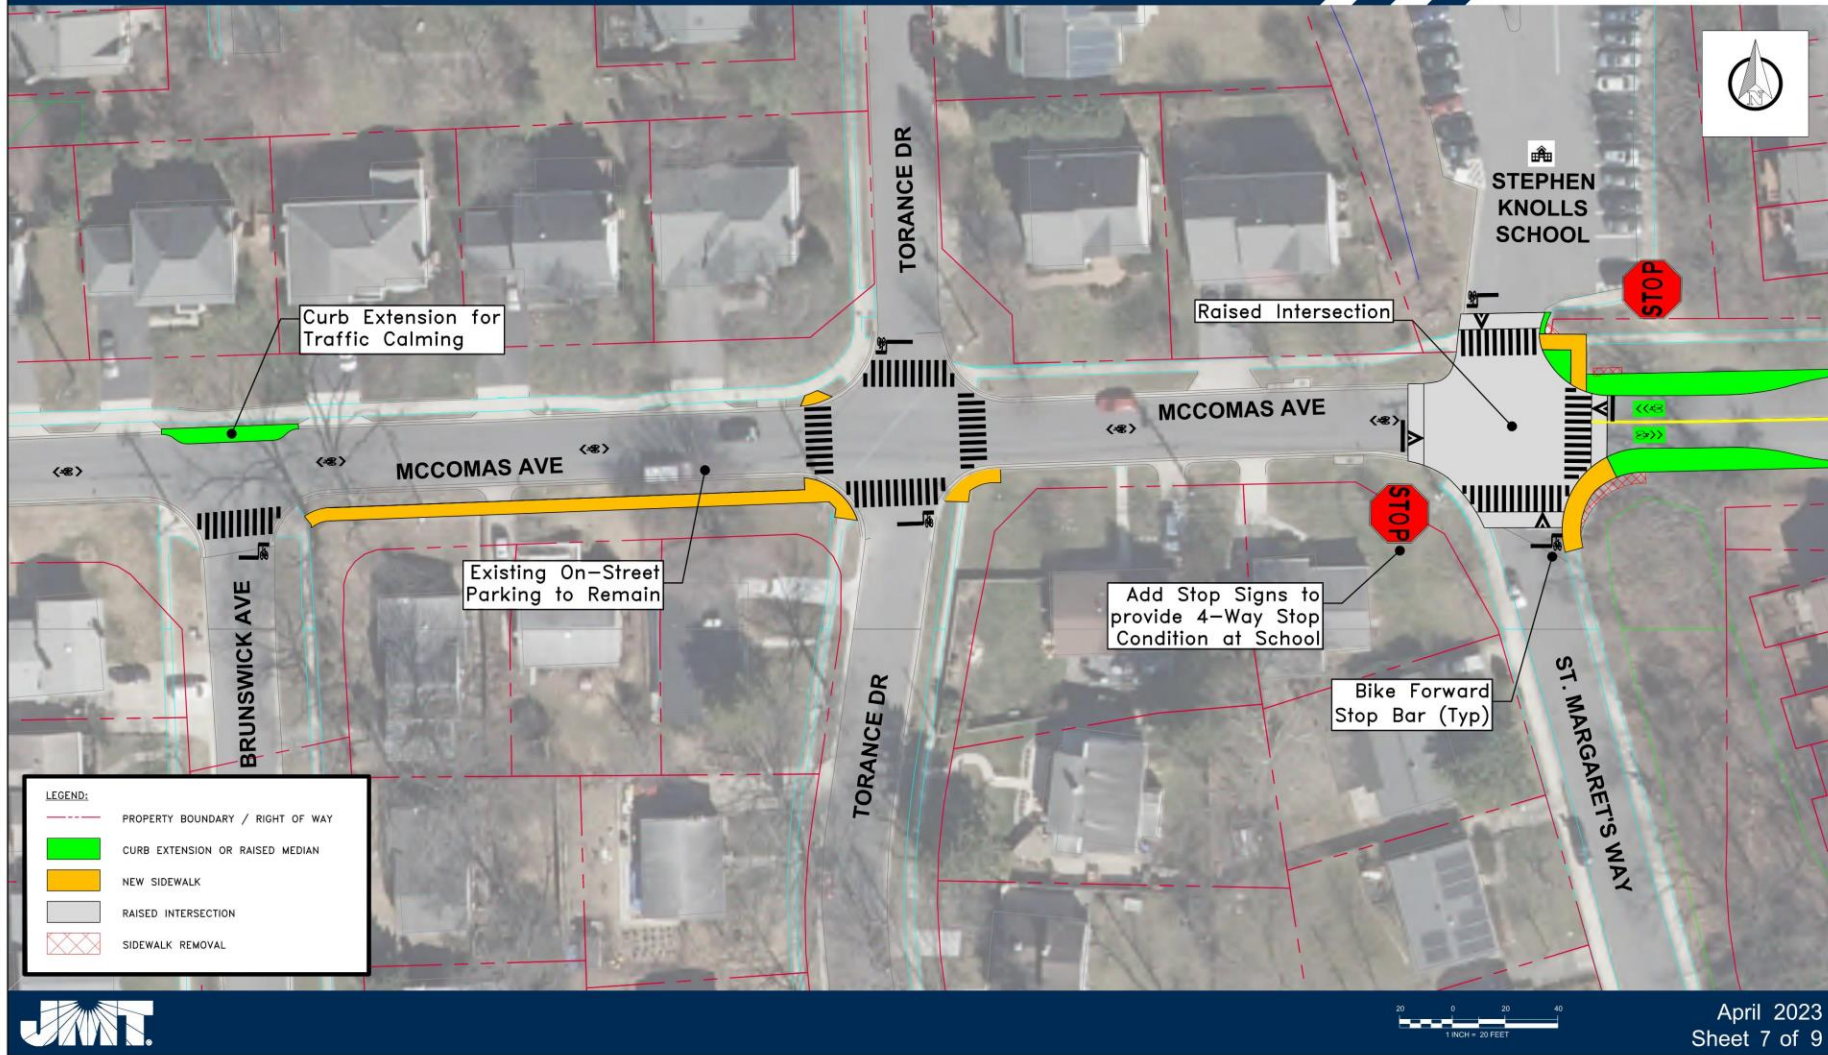 TORANCE DR
N
STEPHEN
KNOLLS
SCHOOL
STOP
Curb Extension for
Traffic Calming
Raised Intersection
MCCOMAS AVE
MCCOMAS AVE
STOP
Existing On-Street
Parking to Remain
Add Stop Signs to
provide 4-Way Stop
Condition at School
Bike Forward
Stop Bar (Typ)
BRUNSWICK AVE
TORANCE DR
ST. MARGARET'S WAY
LEGEND:
PROPERTY BOUNDARY / RIGHT OF WAY
CURB EXTENSION OR RAISED MEDIAN
NEW SIDEWALK
RAISED INTERSECTION
SIDEWALK REMOVAL
JMT
20 0 20 40
1 INCH = 20 FEET
April 2023
Sheet 7 of 9